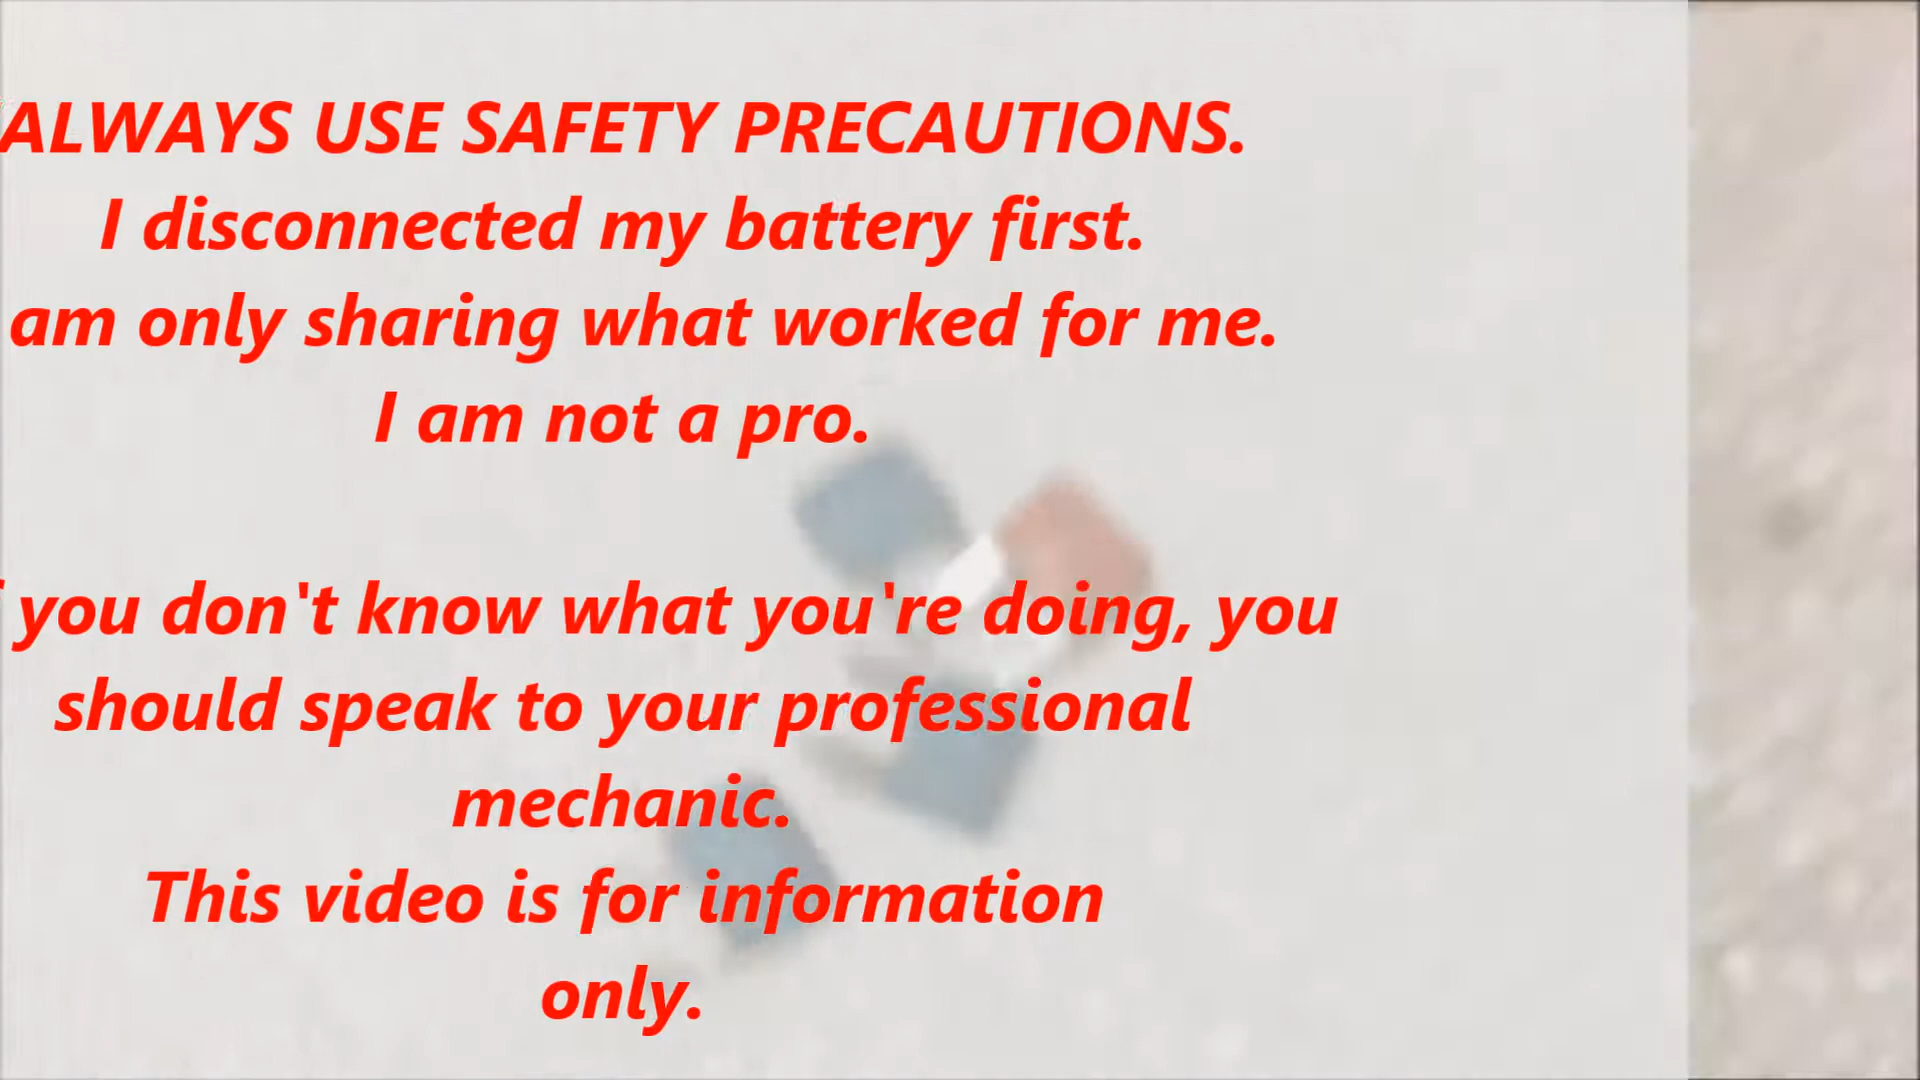 ALWAYS USE SAFETY PRECAUTIONS.
I disconnected my battery first.
am only sharing what worked for me.
I am not a pro.
you don't know what you're doing, you
should speak to your professional
mechanic.
This video is for information
only.